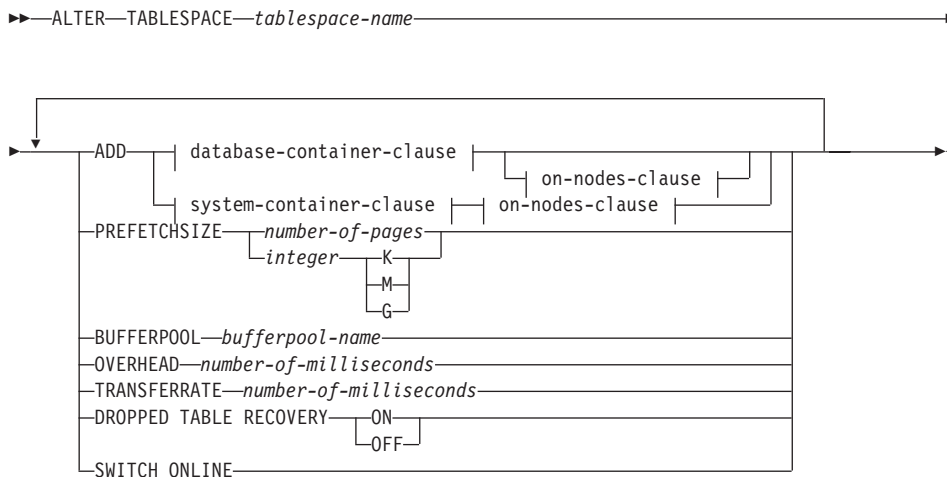 ALTER TABLESPACE tablespace-name
ADD database-container-clause
on-nodes-clause
system-container-clause on-nodes-clause
PREFETCHSIZE number-of-pages
integer K
M
G
BUFFERPOOL bufferpool-name
OVERHEAD number-of-milliseconds
TRANSFERRATE number-of-milliseconds
DROPPED TABLE RECOVERY ON
OFF
SWITCH ONLINE